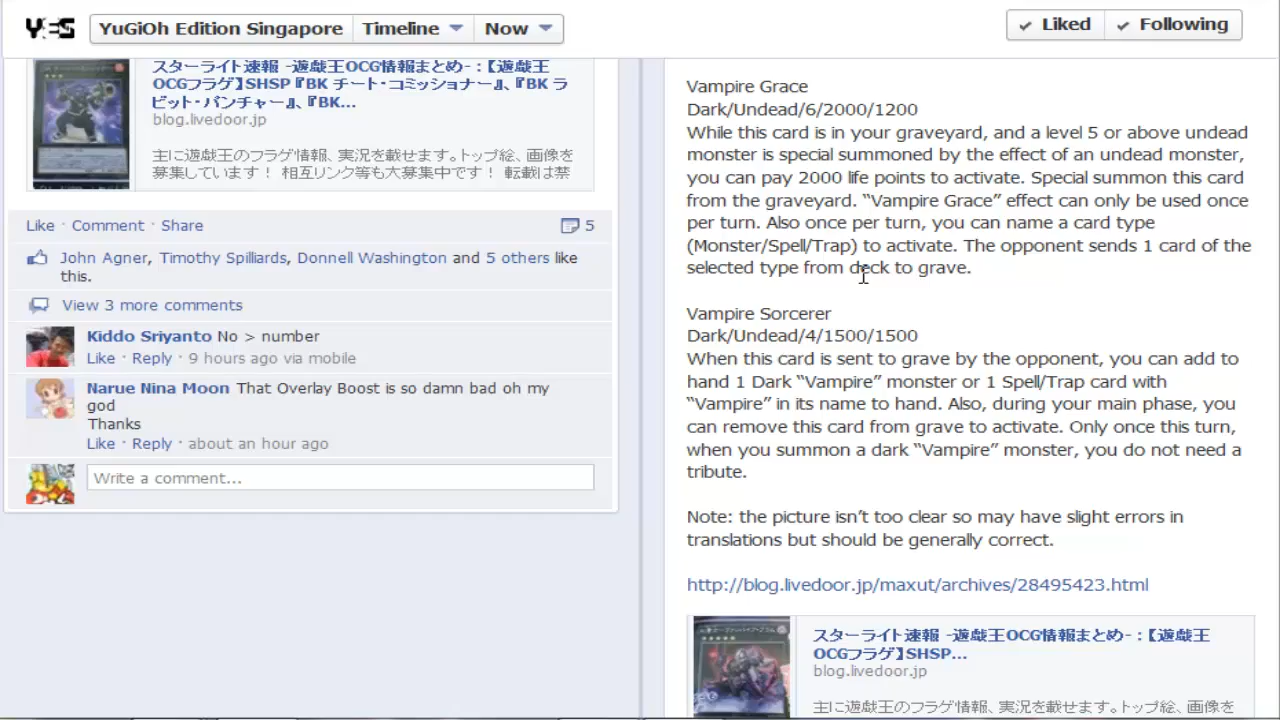 YES YuGiOh Edition Singapore Timeline Now Liked Following
スターライト速報 -遊戯王OCG情報まとめ- : 【遊戯王
OCGフラゲ】SHSP『BK チート・コミッショナー』、『BK ラ
ビット・パンチャー』、『BK...
blog.livedoor.jp
主に遊戯王のフラゲ情報、実況を載せます。トップ絵、画像を
募集しています！ 相互リンク等も大募集中です！ 転載は禁
Like · Comment · Share 5
John Agner, Timothy Spilliards, Donnell Washington and 5 others like
this.
View 3 more comments
Kiddo Sriyanto No > number
Like · Reply · 9 hours ago via mobile
Narue Nina Moon That Overlay Boost is so damn bad oh my
god
Thanks
Like · Reply · about an hour ago
Write a comment...
Vampire Grace
Dark/Undead/6/2000/1200
While this card is in your graveyard, and a level 5 or above undead
monster is special summoned by the effect of an undead monster,
you can pay 2000 life points to activate. Special summon this card
from the graveyard. “Vampire Grace” effect can only be used once
per turn. Also once per turn, you can name a card type
(Monster/Spell/Trap) to activate. The opponent sends 1 card of the
selected type from deck to grave.
Vampire Sorcerer
Dark/Undead/4/1500/1500
When this card is sent to grave by the opponent, you can add to
hand 1 Dark “Vampire” monster or 1 Spell/Trap card with
“Vampire” in its name to hand. Also, during your main phase, you
can remove this card from grave to activate. Only once this turn,
when you summon a dark “Vampire” monster, you do not need a
tribute.
Note: the picture isn’t too clear so may have slight errors in
translations but should be generally correct.
http://blog.livedoor.jp/maxut/archives/28495423.html
スターライト速報 -遊戯王OCG情報まとめ- : 【遊戯王
OCGフラゲ】SHSP...
blog.livedoor.jp
主に遊戯王のフラゲ情報、実況を載せます。トップ絵、画像を